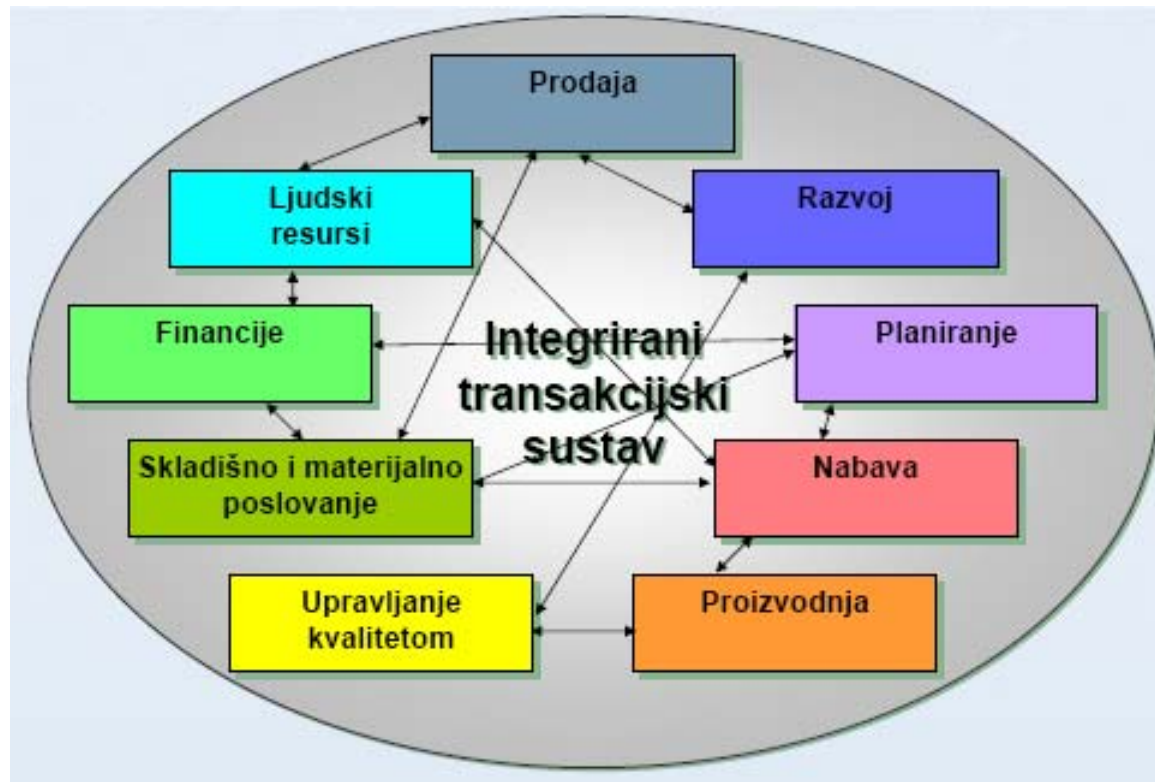 Prodaja
Ljudski
resursi
Razvoj
Financije
Planiranje
Integrirani
transakcijski
sustav
Skladišno i materijalno
poslovanje
Nabava
Upravljanje
kvalitetom
Proizvodnja